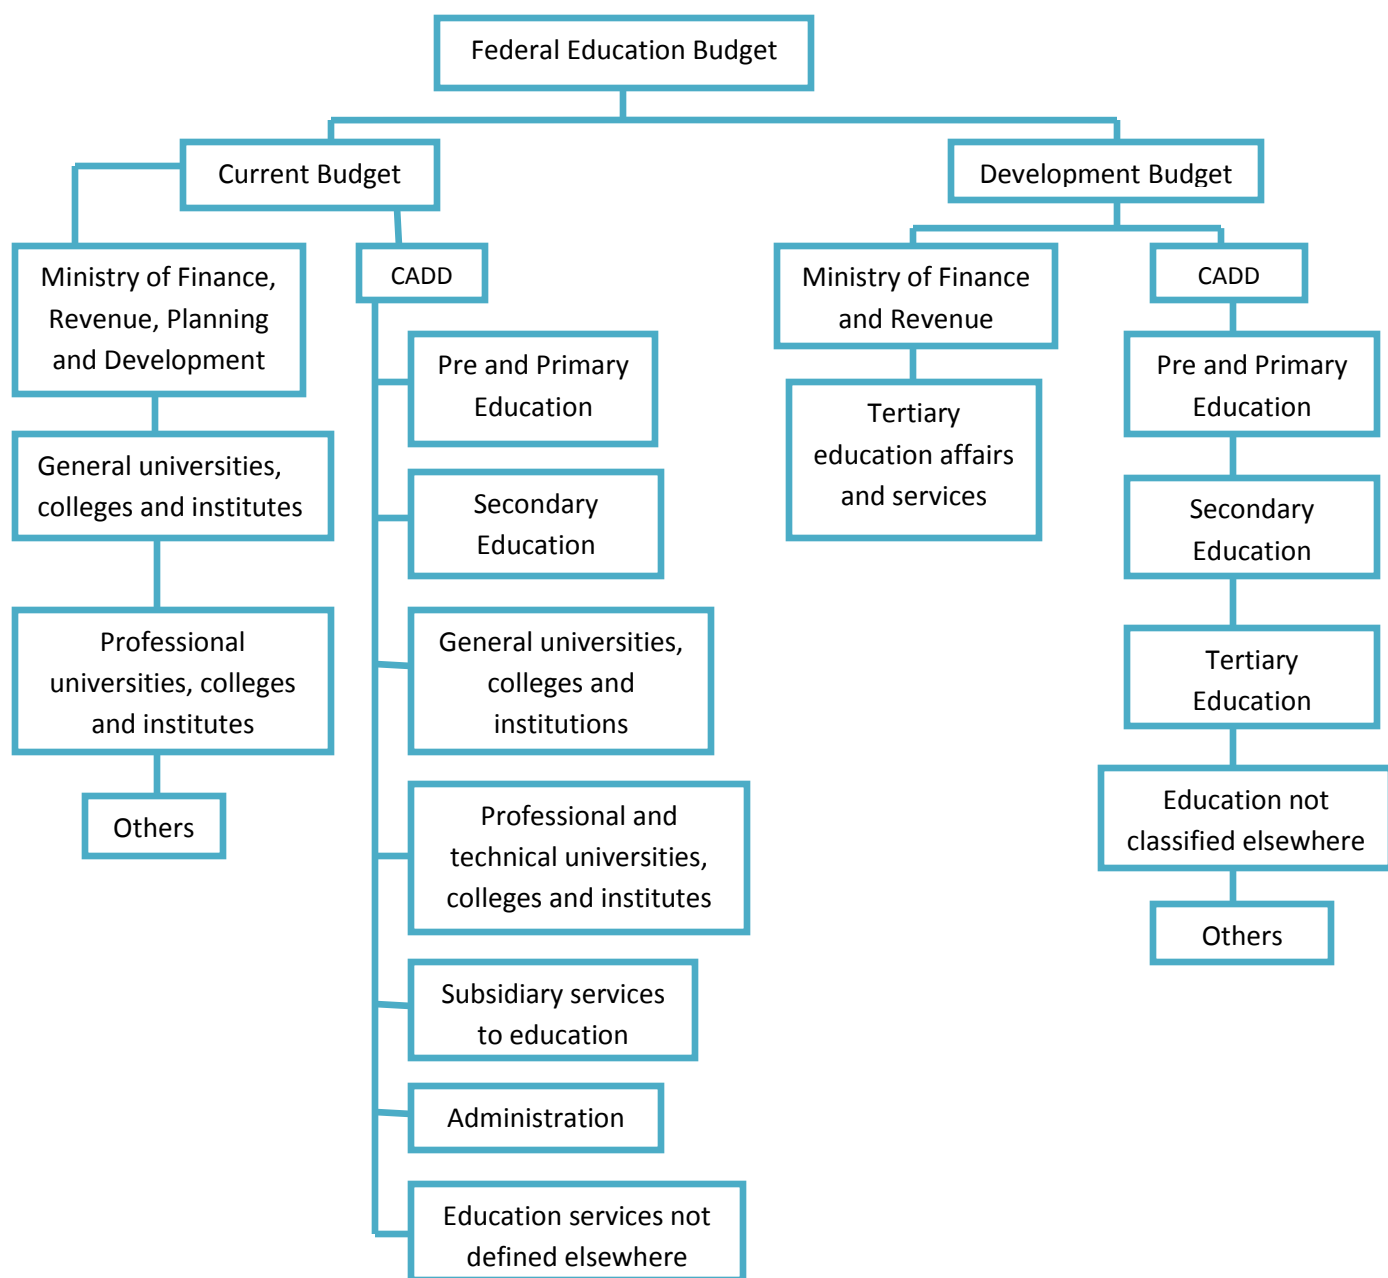 Federal Education Budget
Current Budget
Development Budget
Ministry of Finance,
Revenue, Planning
and Development
General universities,
colleges and institutes
Professional
universities, colleges
and institutes
Others
CADD
Pre and Primary
Education
Secondary
Education
General universities,
colleges and
institutions
Professional and
technical universities,
colleges and institutes
Subsidiary services
to education
Administration
Education services not
defined elsewhere
Ministry of Finance
and Revenue
Tertiary
education affairs
and services
CADD
Pre and Primary
Education
Secondary
Education
Tertiary
Education
Education not
classified elsewhere
Others